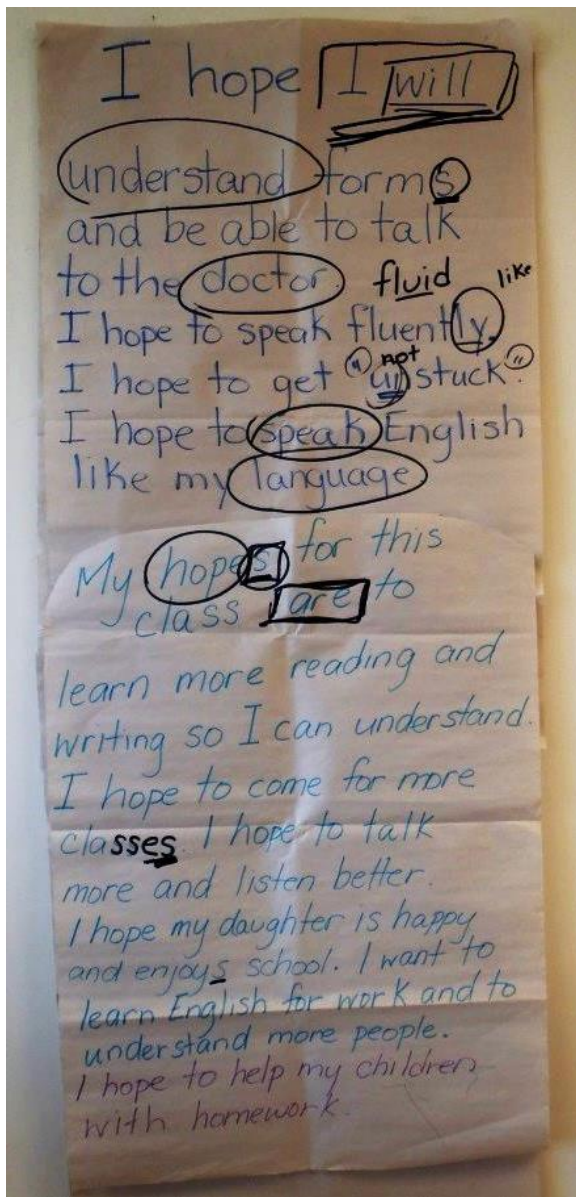 I hope I will
understand forms
and be able to talk
to the doctor. fluid like
I hope to speak fluently.
not
I hope to get "unstuck".
I hope to speak English
like my language
My hopes for this
class are to
learn more reading and
writing so I can understand.
I hope to come for more
classes. I hope to talk
more and listen better.
I hope my daughter is happy
and enjoys school. I want to
learn English for work and to
understand more people.
I hope to help my children
with homework.